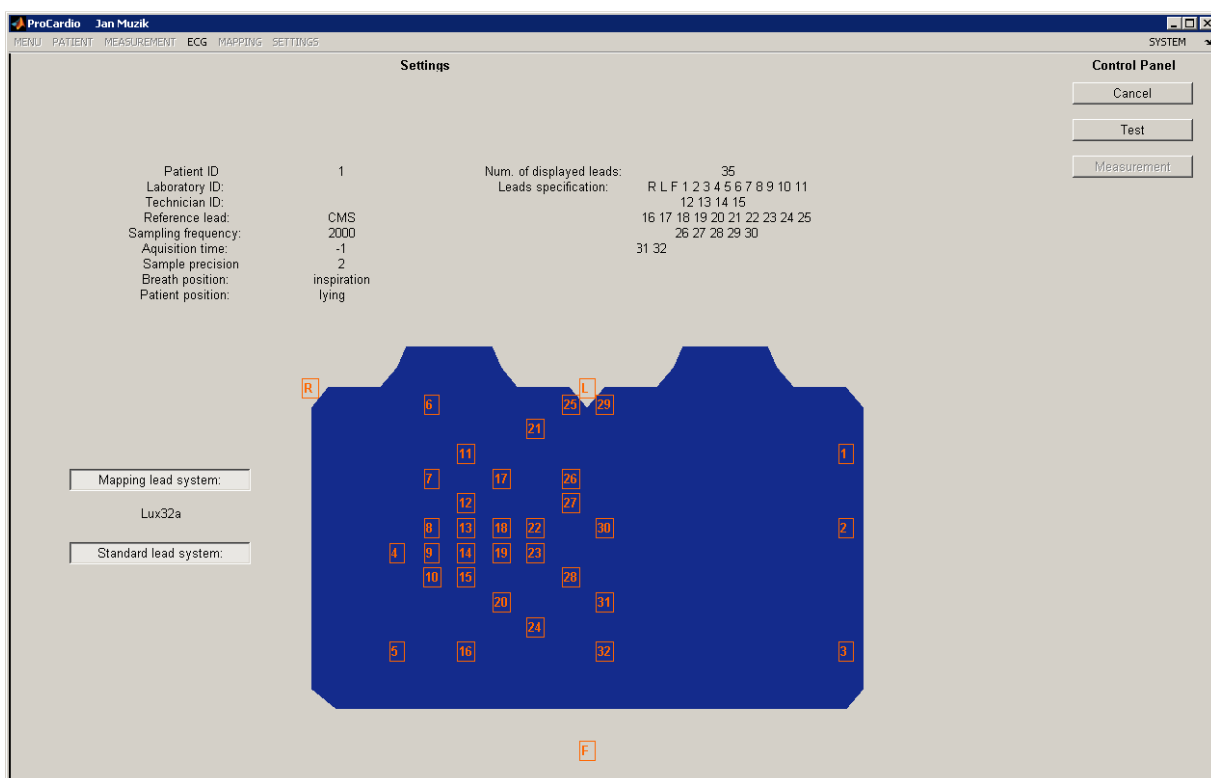 ProCardio Jan Muzik
MENU PATIENT MEASUREMENT ECG MAPPING SETTINGS SYSTEM
Settings
Control Panel
Cancel
Test
Measurement
Patient ID 1
Laboratory ID:
Technician ID:
Reference lead: CMS
Sampling frequency: 2000
Aquisition time: -1
Sample precision 2
Breath position: inspiration
Patient position: lying
Num. of displayed leads: 35
Leads specification: R L F 1 2 3 4 5 6 7 8 9 10 11
12 13 14 15
16 17 18 19 20 21 22 23 24 25
26 27 28 29 30
31 32
Mapping lead system:
Lux32a
Standard lead system:
R L
6 25 29
21
11 1
7 17 26
12 27
8 13 18 22 30 2
4 9 14 19 23
10 15 28
20 31
24
5 16 32 3
F